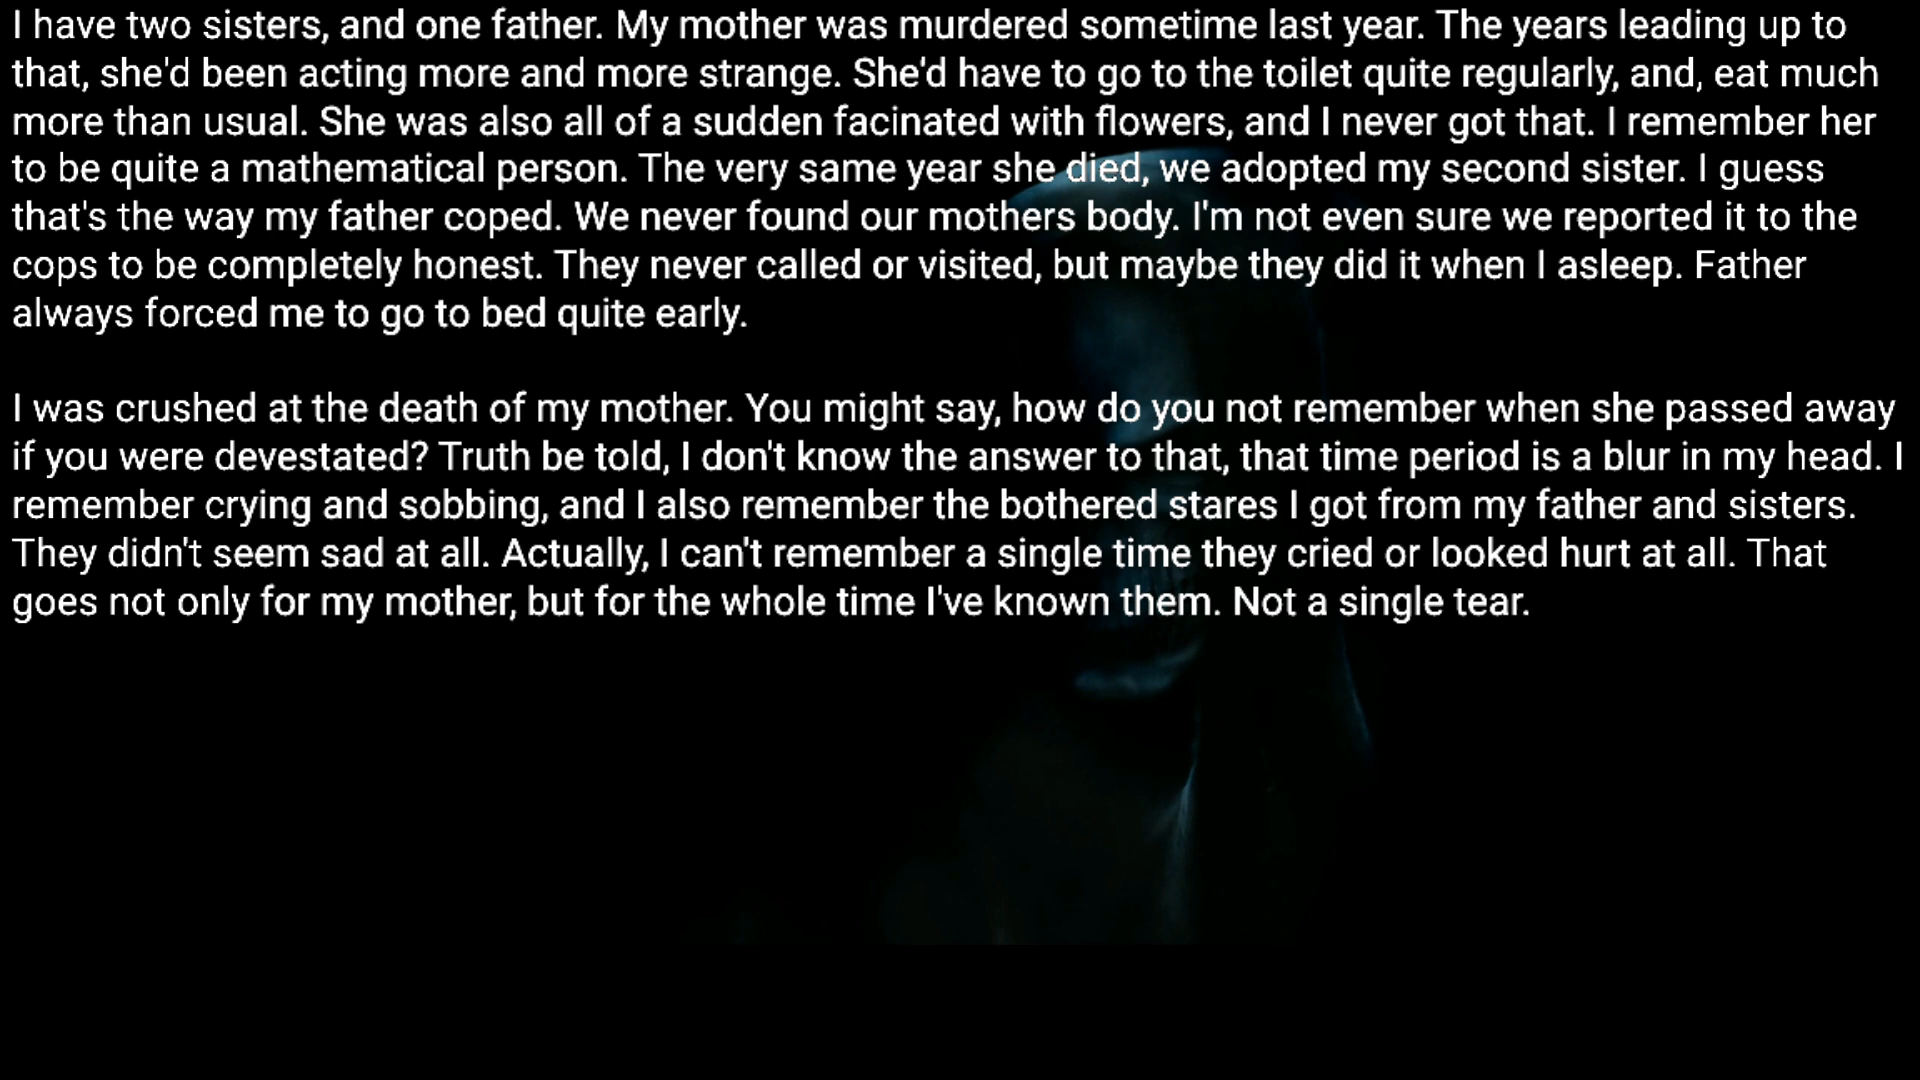 I have two sisters, and one father. My mother was murdered sometime last year. The years leading up to
that, she'd been acting more and more strange. She'd have to go to the toilet quite regularly, and, eat much
more than usual. She was also all of a sudden facinated with flowers, and I never got that. I remember her
to be quite a mathematical person. The very same year she died, we adopted my second sister. I guess
that's the way my father coped. We never found our mothers body. I'm not even sure we reported it to the
cops to be completely honest. They never called or visited, but maybe they did it when I asleep. Father
always forced me to go to bed quite early.

I was crushed at the death of my mother. You might say, how do you not remember when she passed away
if you were devestated? Truth be told, I don't know the answer to that, that time period is a blur in my head. I
remember crying and sobbing, and I also remember the bothered stares I got from my father and sisters.
They didn't seem sad at all. Actually, I can't remember a single time they cried or looked hurt at all. That
goes not only for my mother, but for the whole time I've known them. Not a single tear.